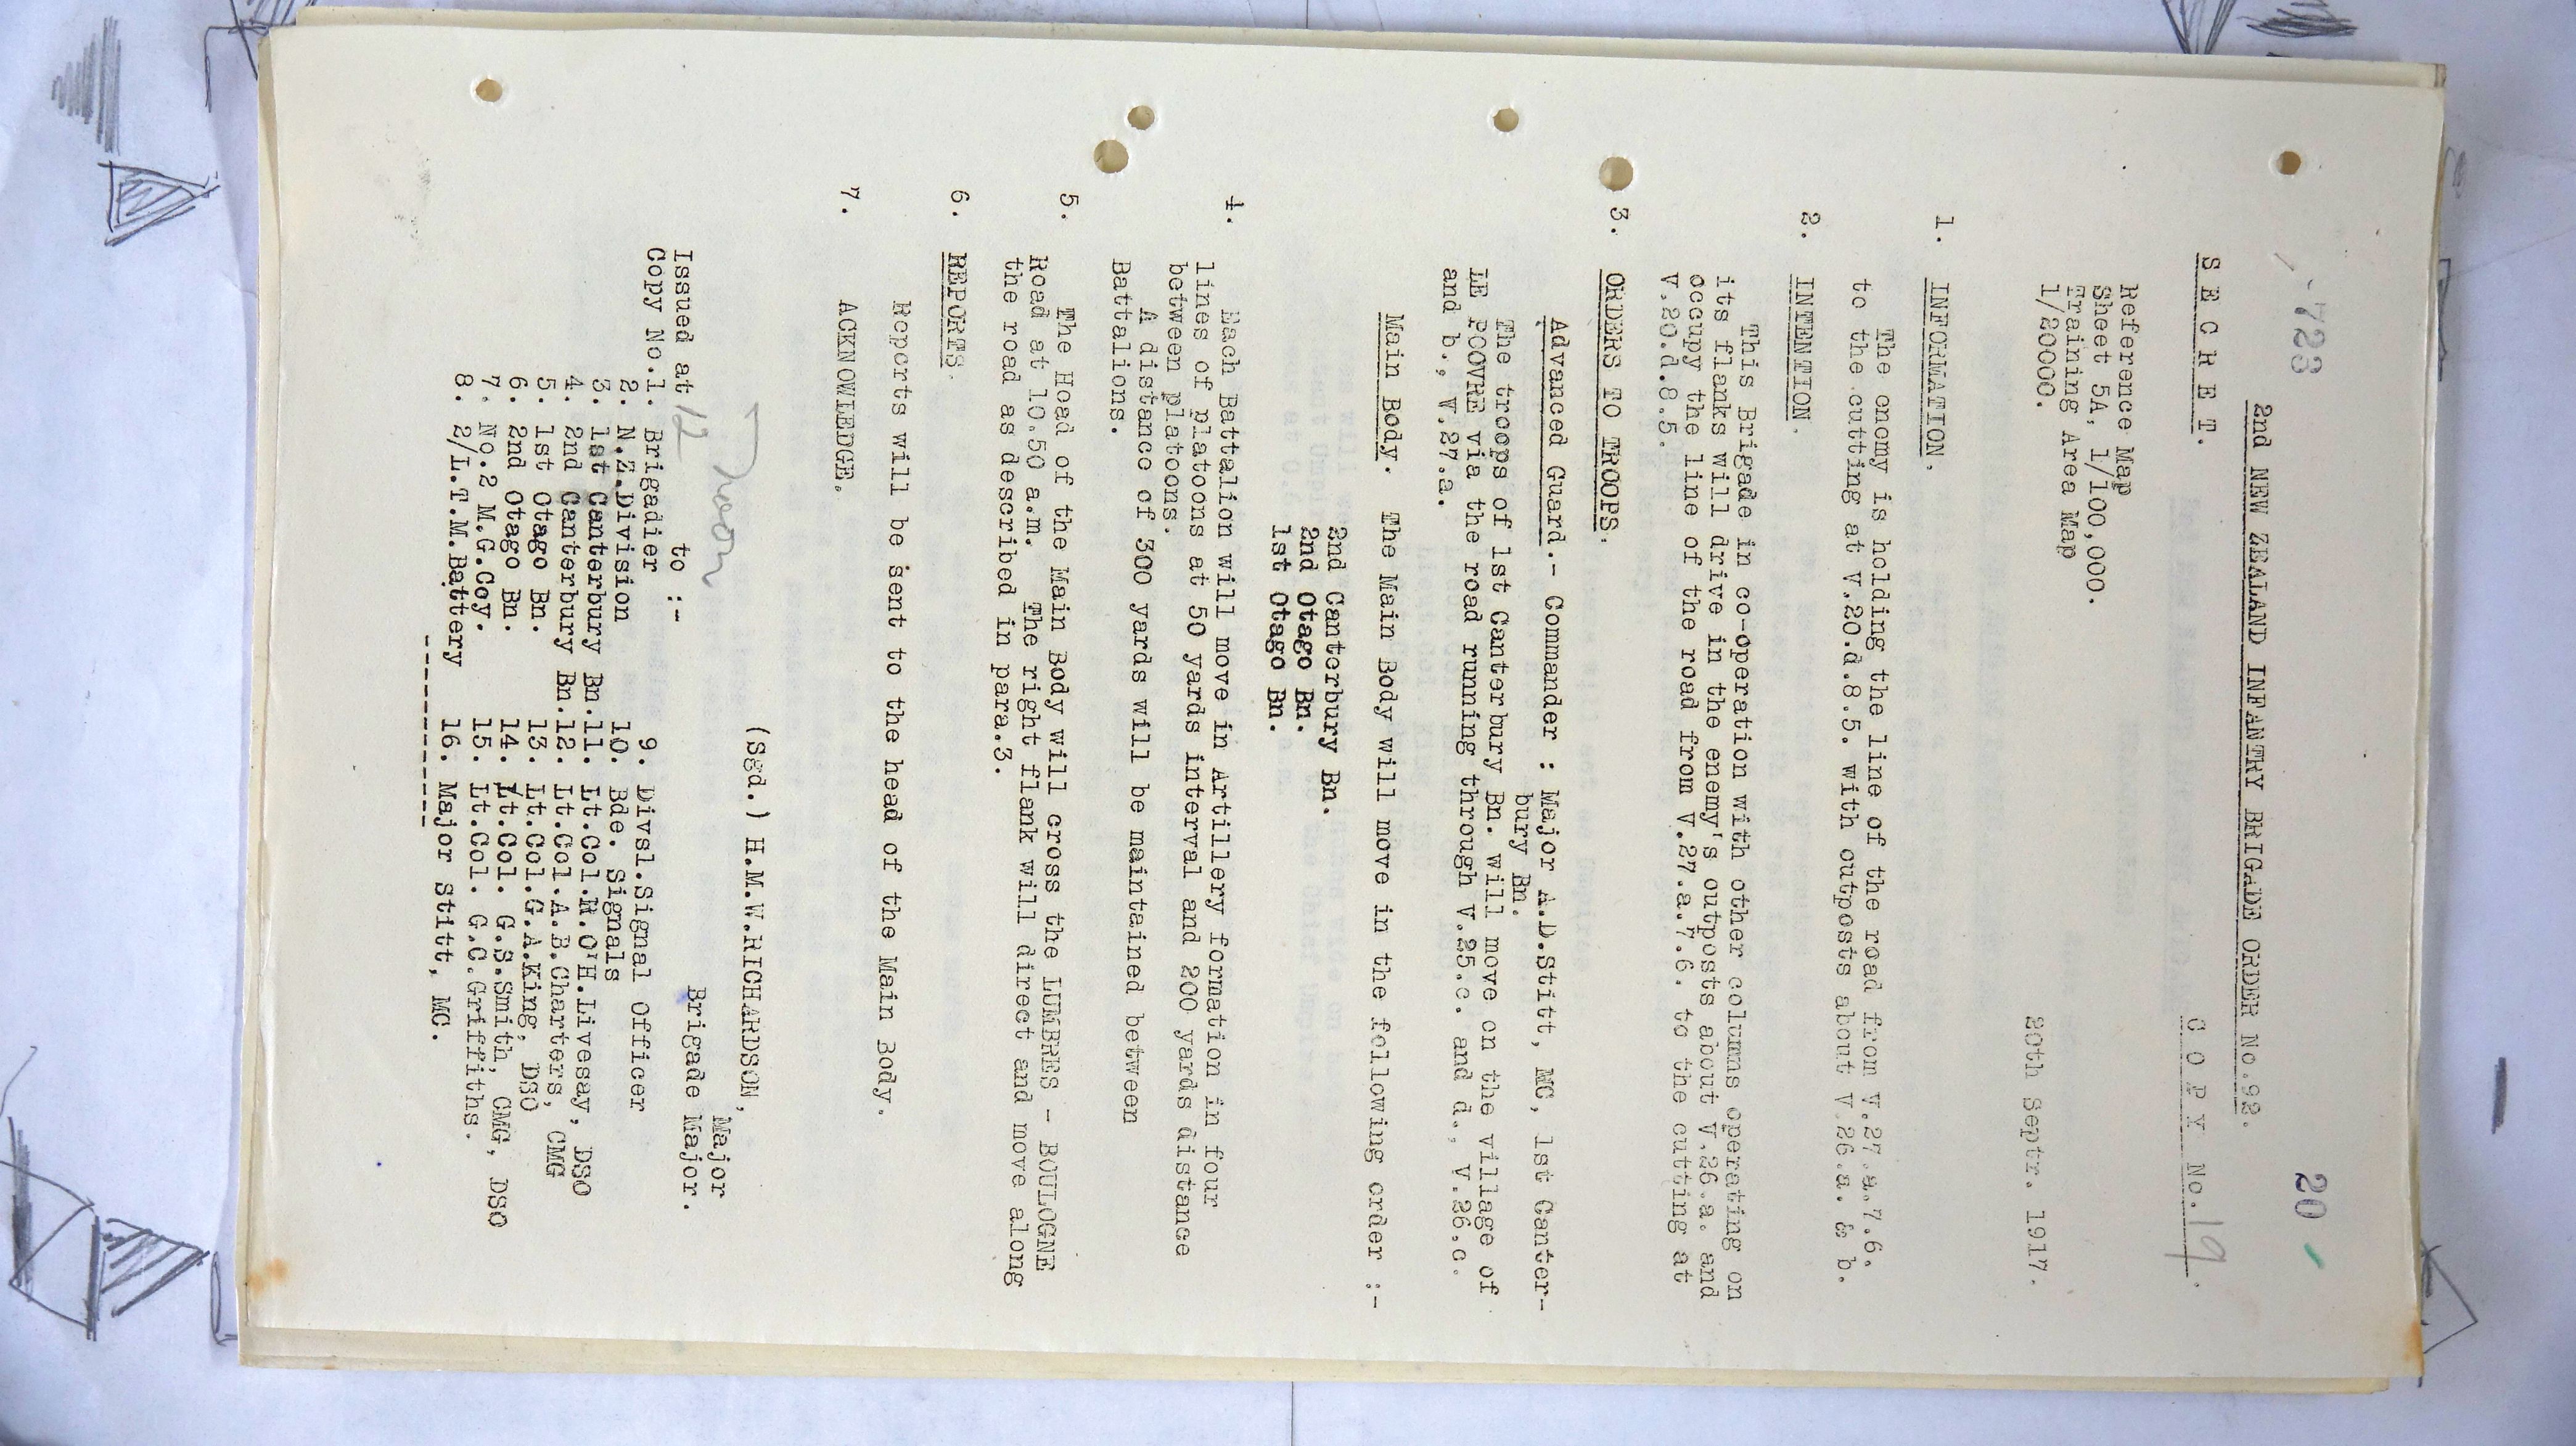 -723
20
2nd NEW ZEALAND INFANTRY BRIGADE ORDER No.92.
S E C R E T.
C O P Y No. 19.
Reference Map
Sheet 5A, 1/100,000.
Training Area Map
1/20000.
20th Septr. 1917.
1. INFORMATION.
The enemy is holding the line of the road from V.27.a.7.6.
to the cutting at V.20.d.8.5. with outposts about V.26.a. & b.
2. INTENTION.
This Brigade in co-operation with other columns operating on
its flanks will drive in the enemy's outposts about V.26.a. and
occupy the line of the road from V.27.a.7.6. to the cutting at
V.20.d.8.5.
3. ORDERS TO TROOPS.
Advanced Guard.- Commander : Major A.D.Stitt, MC, 1st Canter-
bury Bn.
The troops of 1st Canterbury Bn. will move on the village of
LE POOVRE via the road running through V.25.c. and d., V.26.c.
and b., V.27.a.
Main Body. The Main Body will move in the following order :-
2nd Canterbury Bn.
2nd Otago Bn.
1st Otago Bn.
4. Each Battalion will move in Artillery formation in four
lines of platoons at 50 yards interval and 200 yards distance
between platoons.
A distance of 300 yards will be maintained between
Battalions.
5. The Head of the Main Body will cross the LUMBRES - BOULOGNE
Road at 10.50 a.m. The right flank will direct and move along
the road as described in para.3.
6. REPORTS.
Reports will be sent to the head of the Main Body.
7. ACKNOWLEDGE.
(Sgd.) H.M.W.RICHARDSON,
Major
Brigade Major.
Issued at 12 noon to :-
Copy No.1. Brigadier 9. Divsl.Signal Officer
2. N.Z.Division 10. Bde. Signals
3. 1st Canterbury Bn. 11. Lt.Col.R.O'H.Livesay, DSO
4. 2nd Canterbury Bn. 12. Lt.Col.A.B.Charters, CMG
5. 1st Otago Bn. 13. Lt.Col.G.A.King, DSO
6. 2nd Otago Bn. 14. Lt.Col. G.S.Smith, CMG, DSO
7. No.2 M.G.Coy. 15. Lt.Col. G.C.Griffiths.
8. 2/L.T.M.Battery 16. Major Stitt, MC.